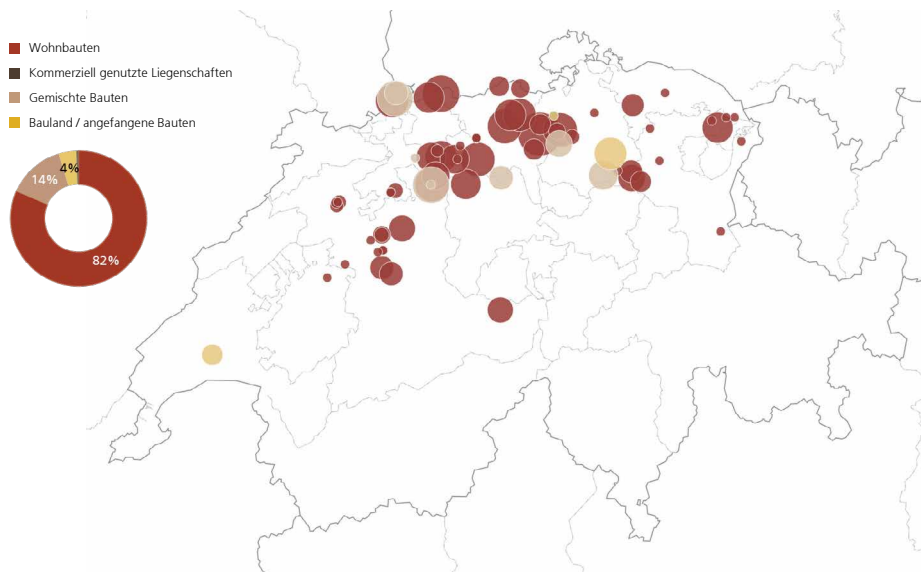 Wohnbauten
Kommerziell genutzte Liegenschaften
Gemischte Bauten
Bauland / angefangene Bauten
4%
14%
82%